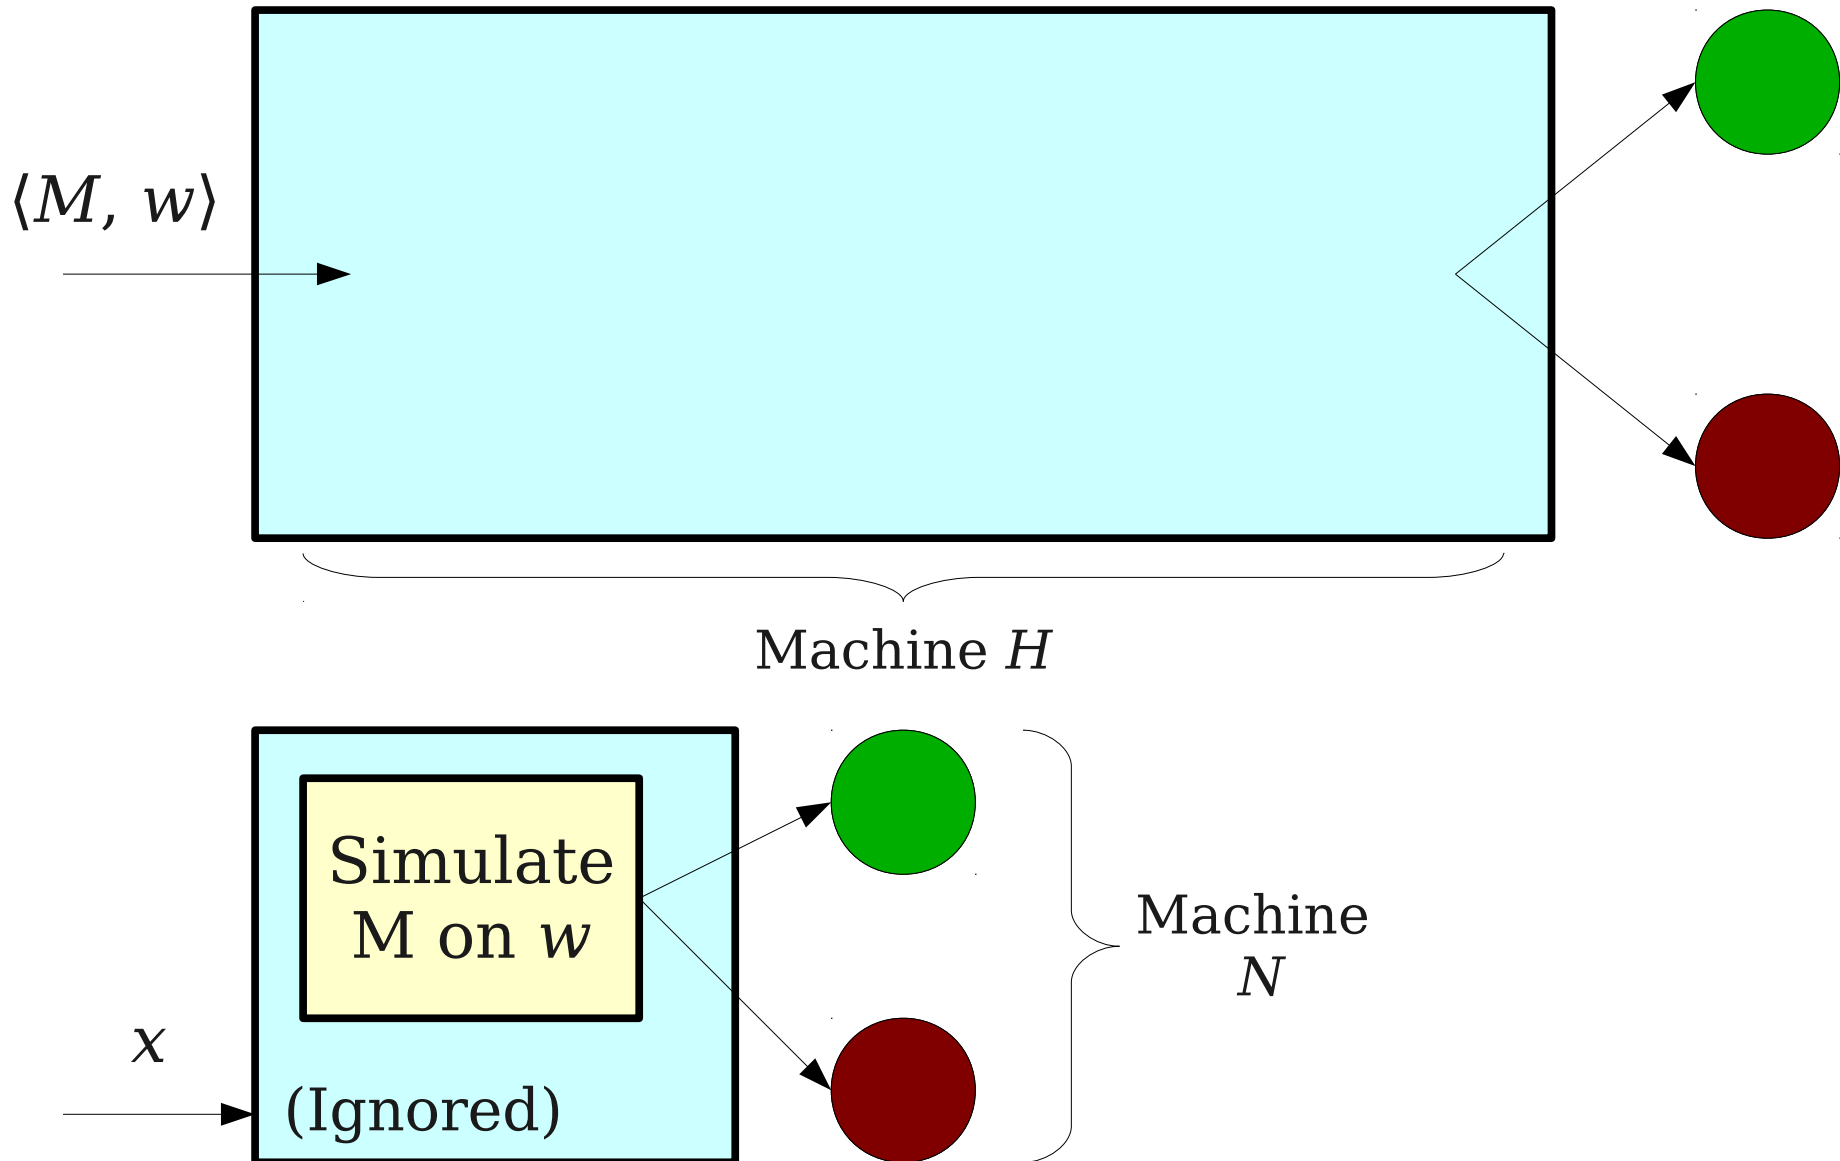 ⟨M, w⟩
Machine H
Simulate
M on w
x
(Ignored)
Machine
N